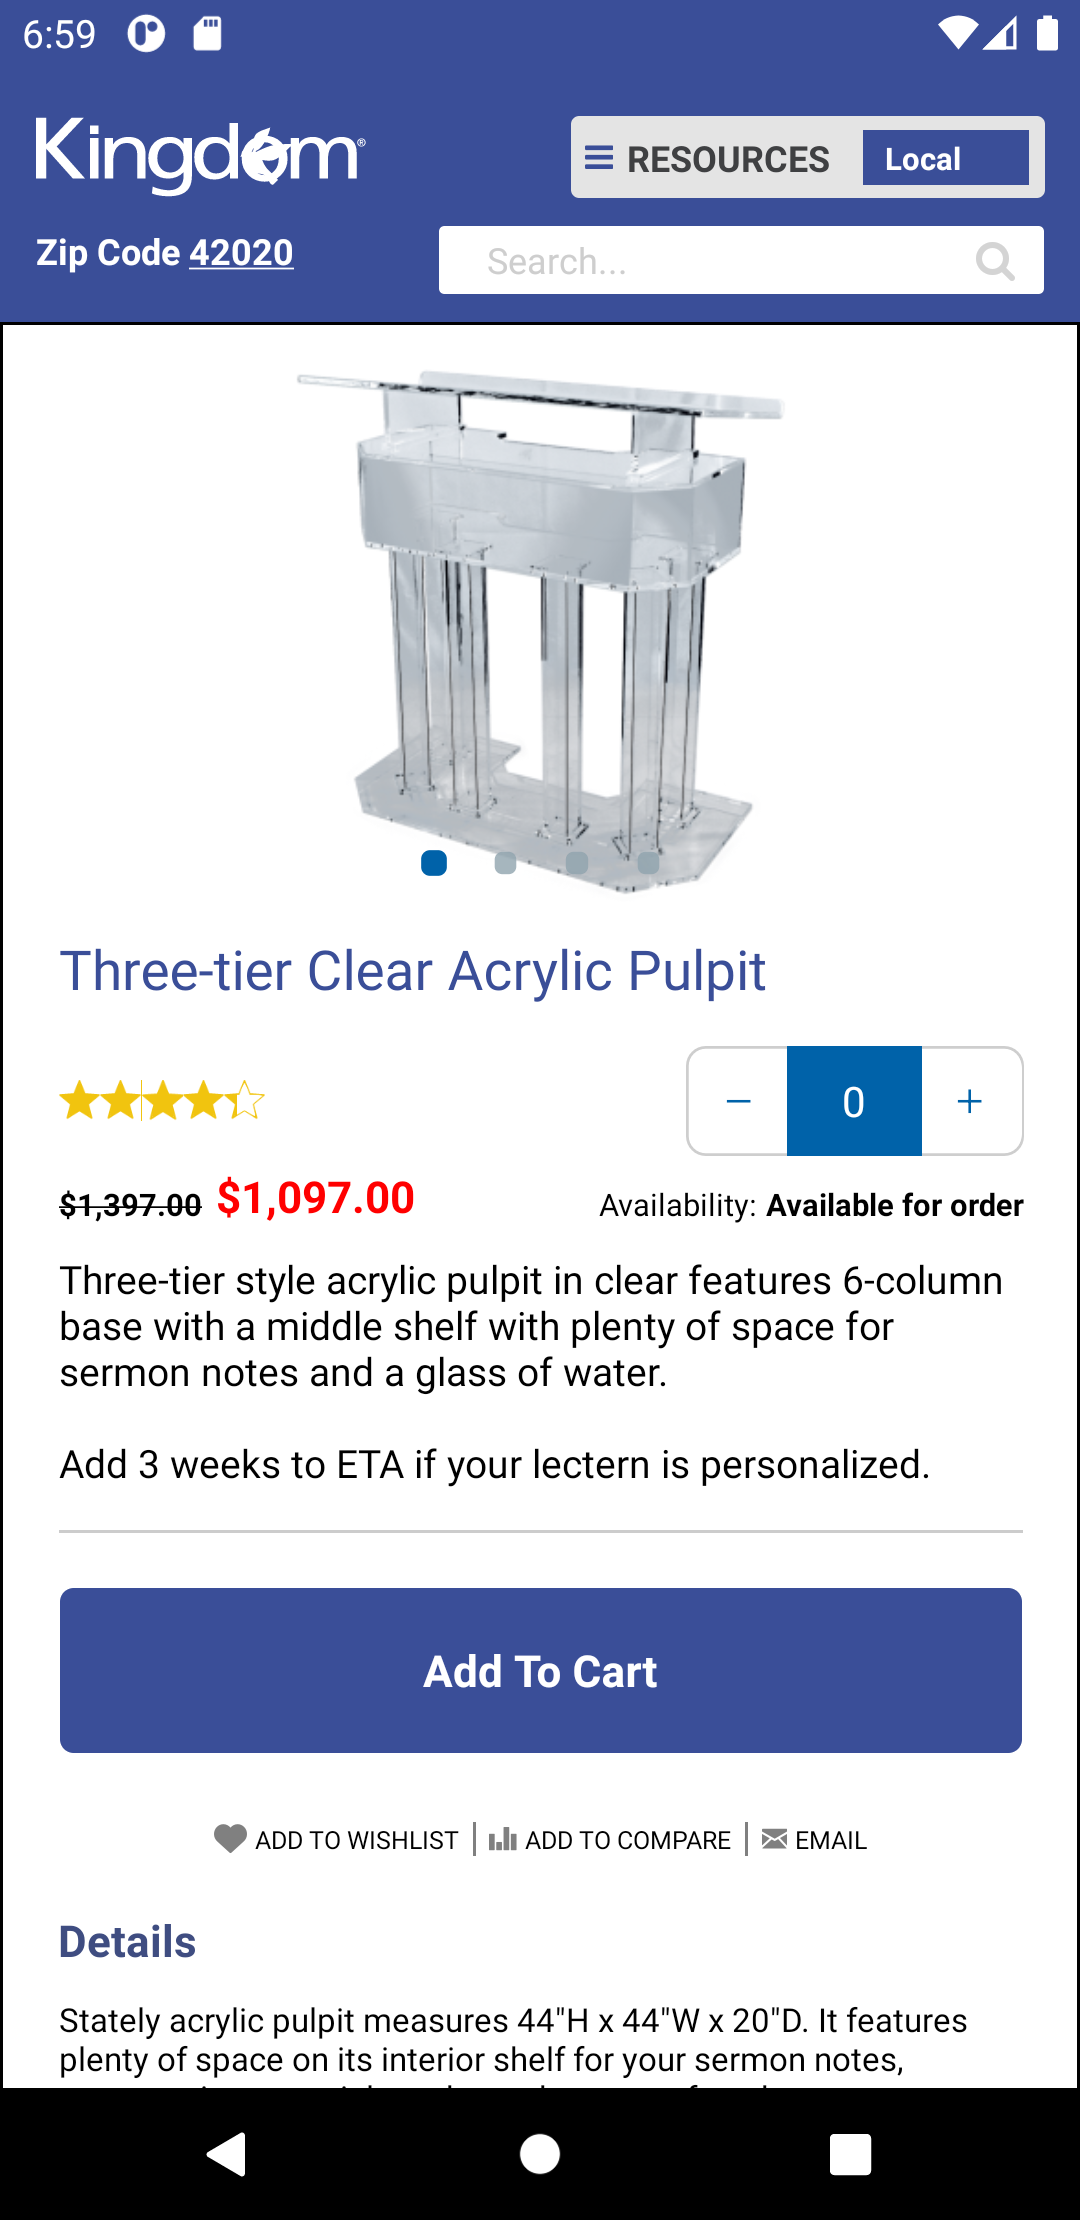 6:59
Kingdom®
RESOURCES
Local
Zip Code 42020
Search...
Three-tier Clear Acrylic Pulpit
0
$1,397.00 $1,097.00
Availability: Available for order
Three-tier style acrylic pulpit in clear features 6-column
base with a middle shelf with plenty of space for
sermon notes and a glass of water.
Add 3 weeks to ETA if your lectern is personalized.
Add To Cart
ADD TO WISHLIST
ADD TO COMPARE
EMAIL
Details
Stately acrylic pulpit measures 44"H x 44"W x 20"D. It features
plenty of space on its interior shelf for your sermon notes,